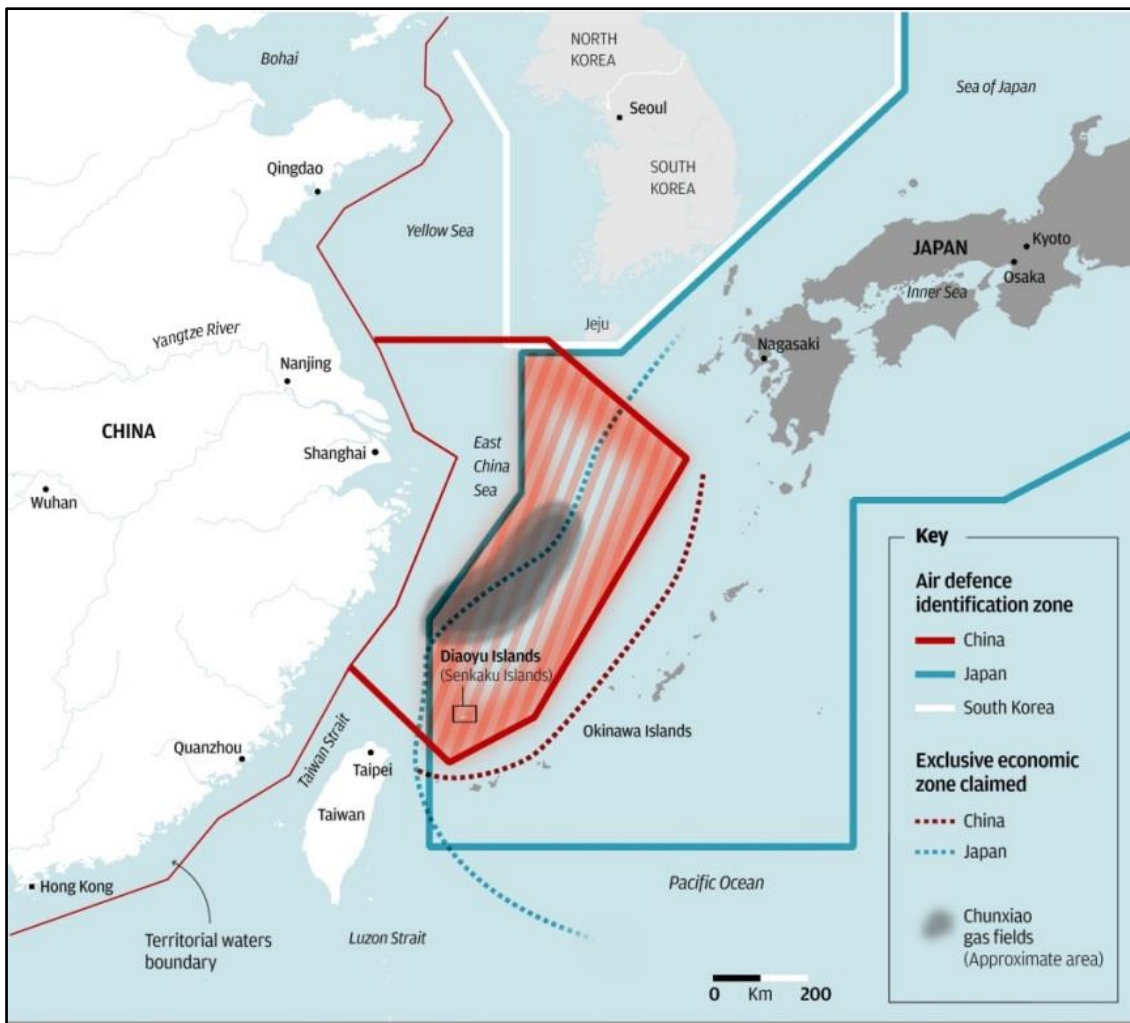 Bohai
NORTH
KOREA
Seoul
Sea of Japan
Qingdao
SOUTH
KOREA
Yellow Sea
JAPAN
Kyoto
Osaka
Inner Sea
Jeju
Yangtze River
Nagasaki
Nanjing
CHINA
Shanghai
East
China
Sea
Wuhan
Diaoyu Islands
(Senkaku Islands)
Okinawa Islands
Quanzhou
Taiwan Strait
Taipei
Taiwan
Hong Kong
Pacific Ocean
Territorial waters
boundary
Luzon Strait
0 Km 200
Key
Air defence
identification zone
China
Japan
South Korea
Exclusive economic
zone claimed
China
Japan
Chunxiao
gas fields
(Approximate area)